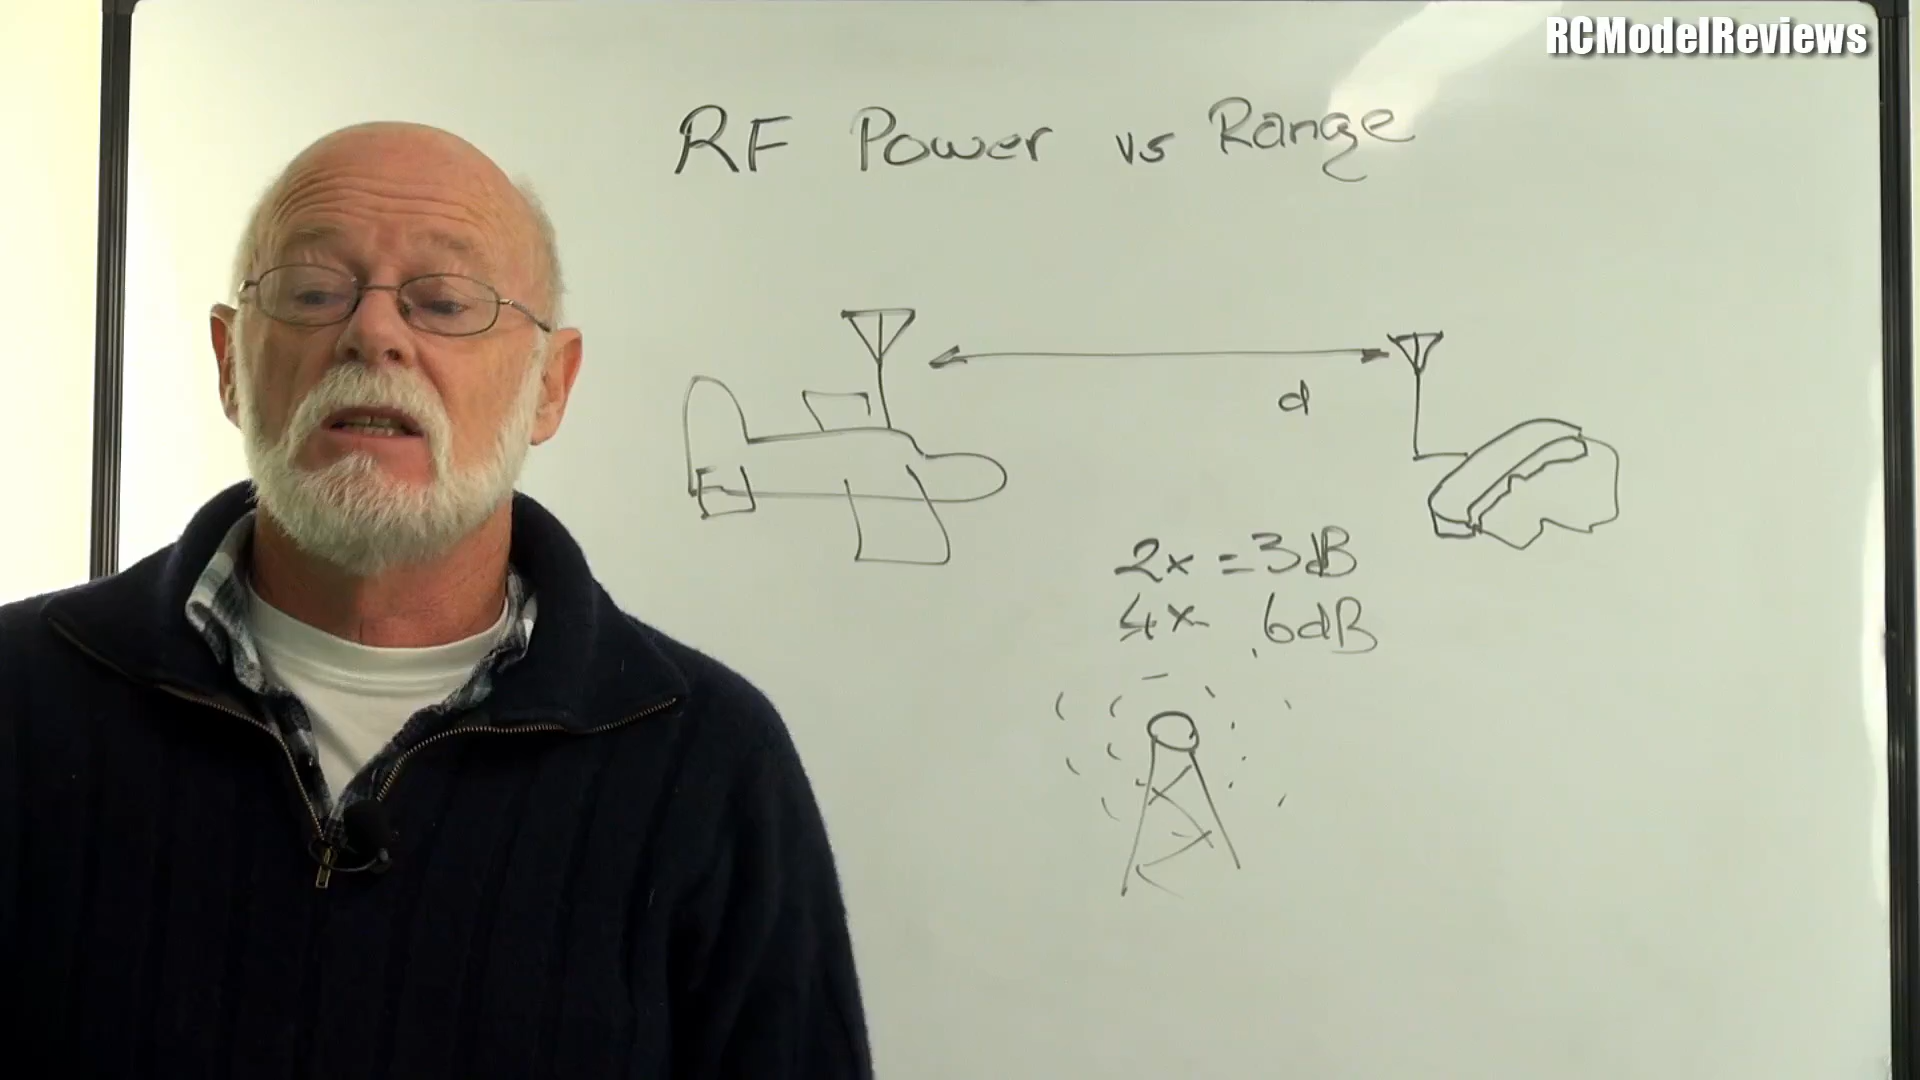 RCModelReviews
RF Power vs Range
d
2x = 3dB
4x 6dB